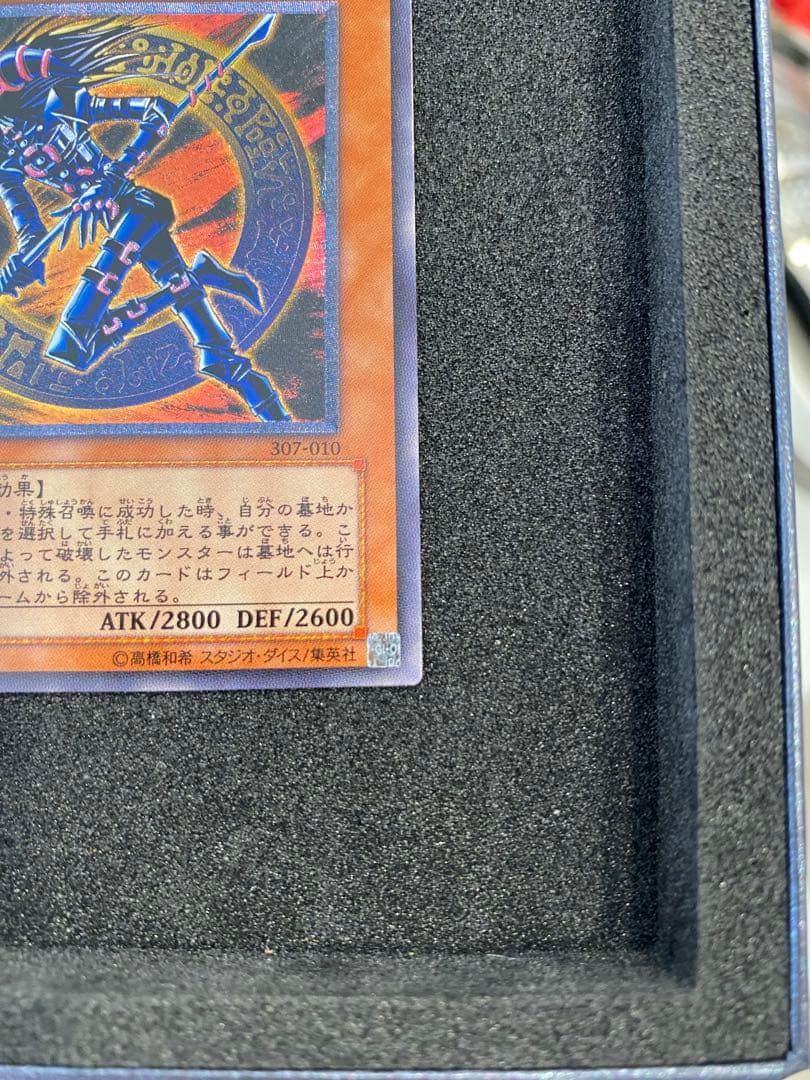 307-010
効果】
・特殊召喚に成功した時、自分の墓地か
を選択して手札に加える事ができる。こ
よって破壊したモンスターは墓地へは行
外される。このカードはフィールド上か
ームから除外される。
ATK/2800 DEF/2600
©高橋和希 スタジオ・ダイス/集英社